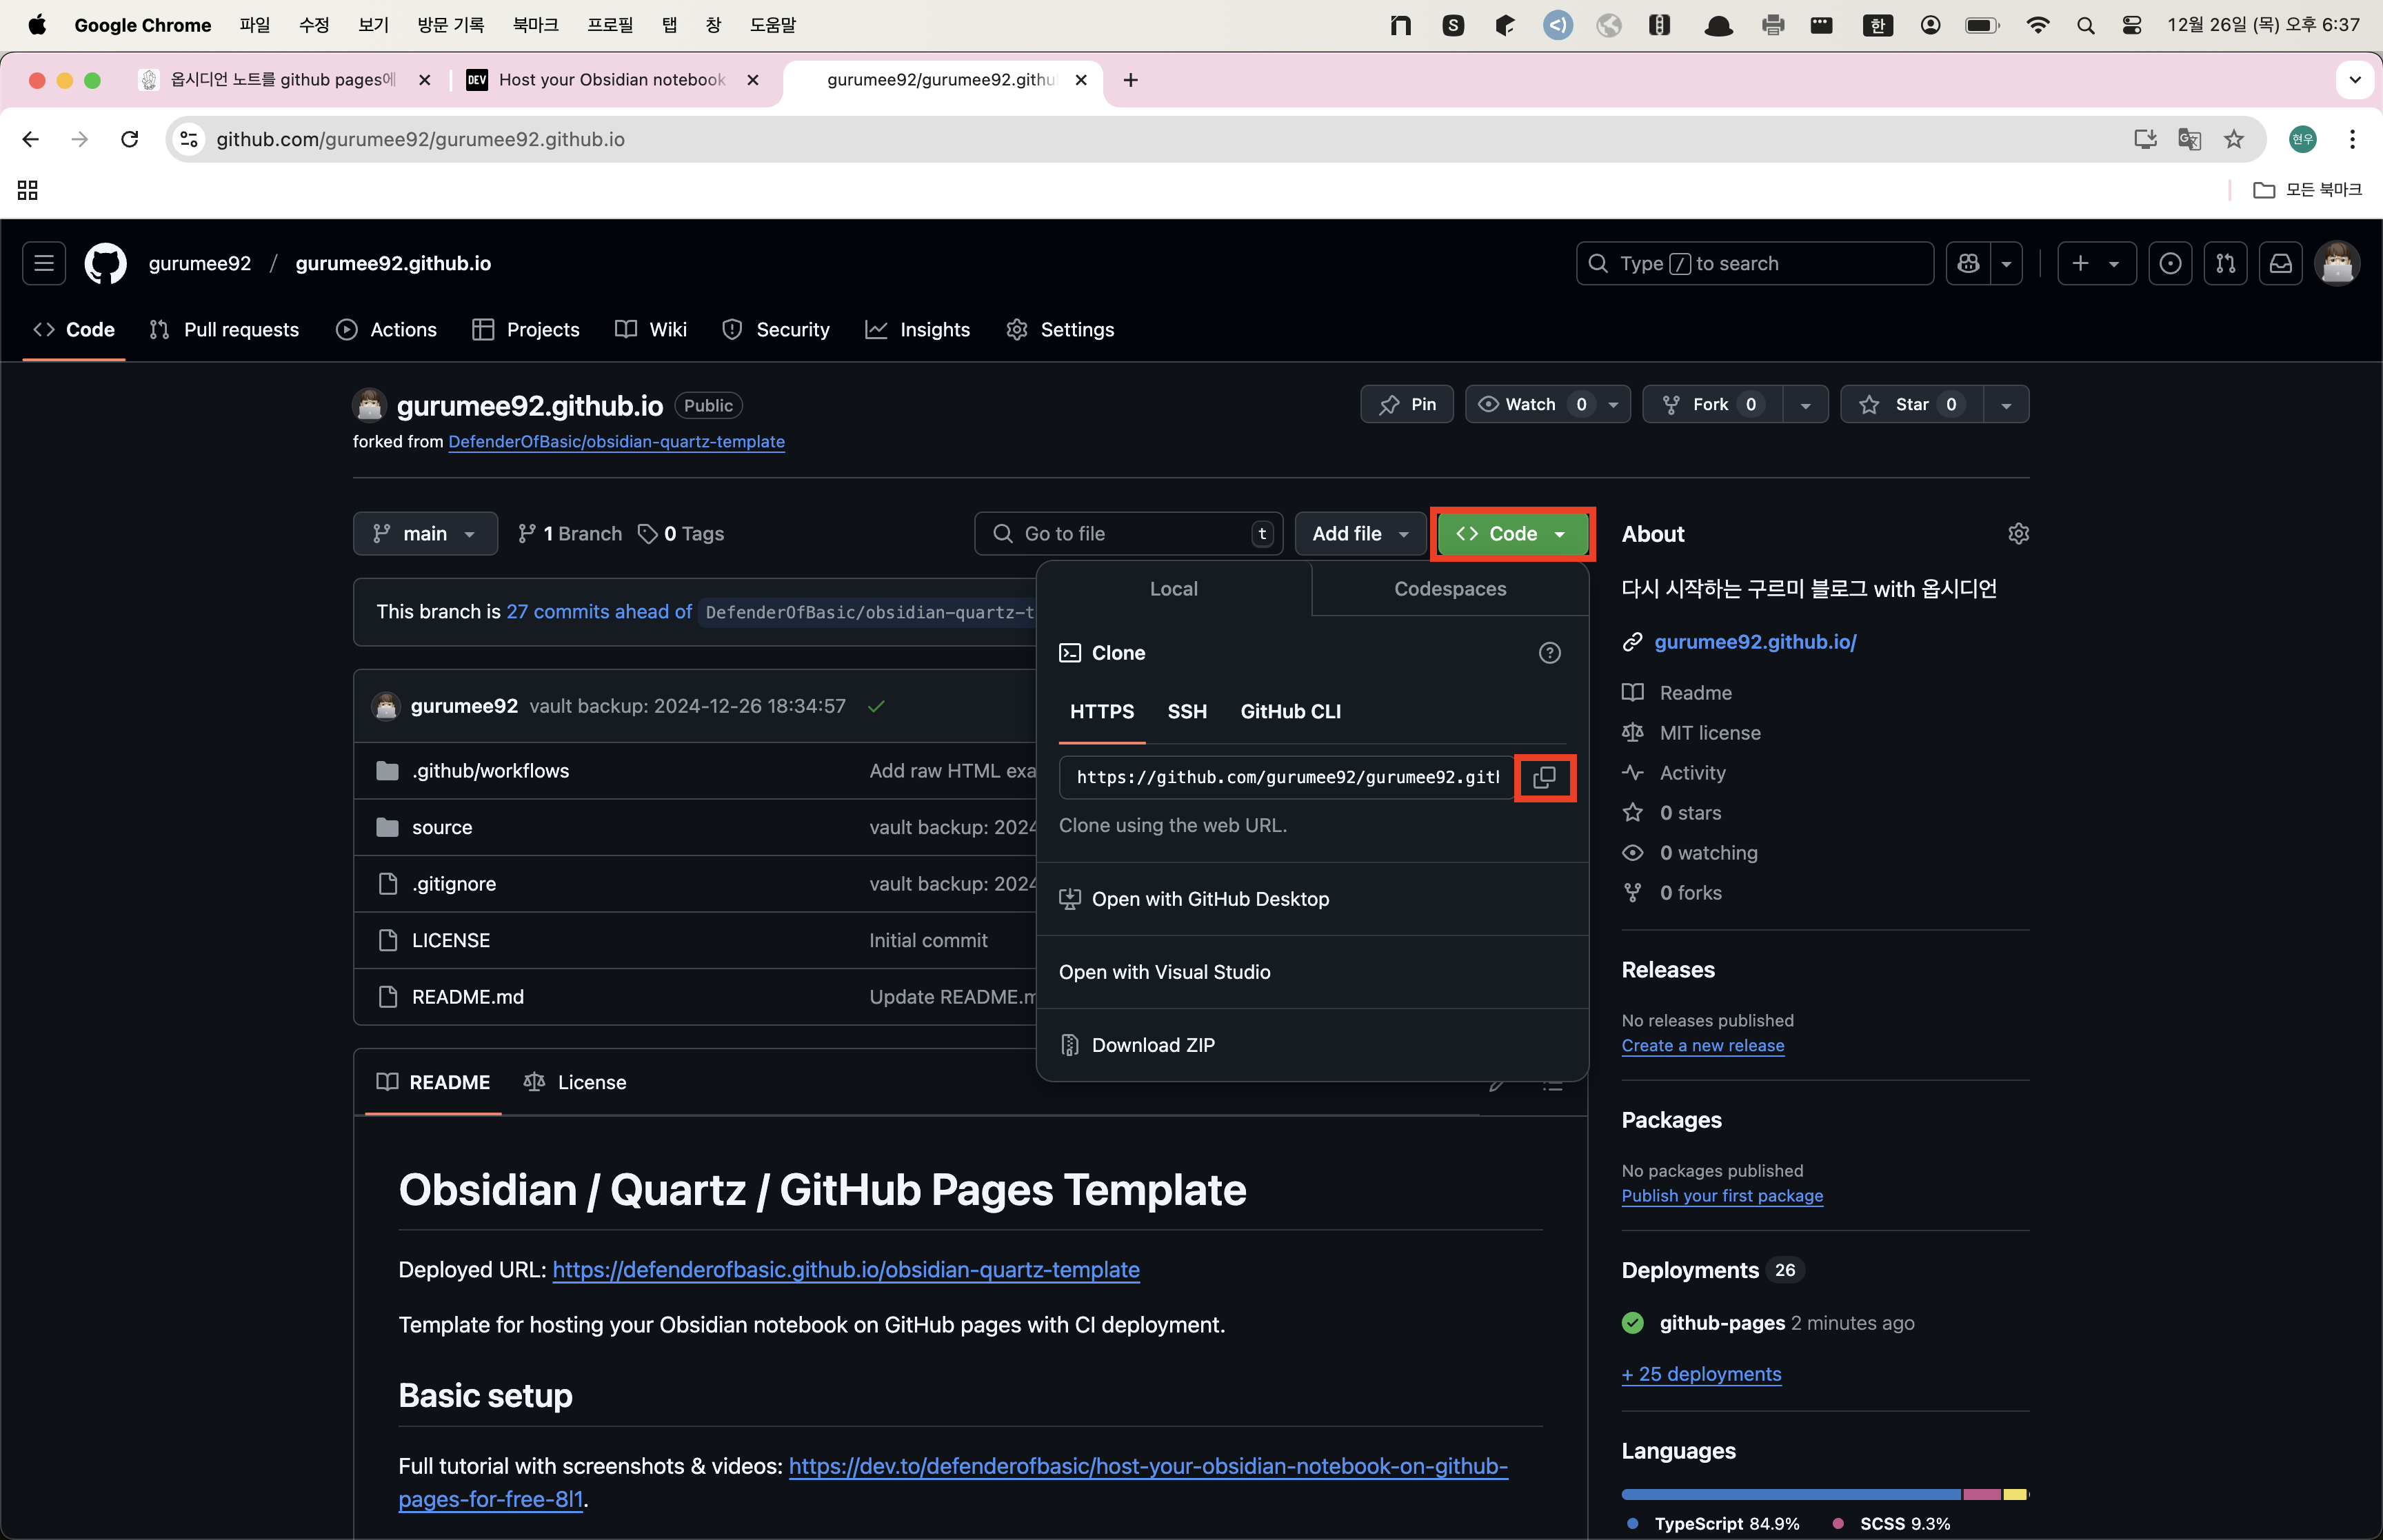 Google Chrome 파일 수정 보기 방문 기록 북마크 프로필 탭 창 도움말 한 12월 26일 (목) 오후 6:37
옵시디언 노트를 github pages에 DEV Host your Obsidian notebook gurumee92/gurumee92.githu
github.com/gurumee92/gurumee92.github.io 현우
모든 북마크
gurumee92 / gurumee92.github.io Type / to search
Code Pull requests Actions Projects Wiki Security Insights Settings
gurumee92.github.io Public Pin Watch 0 Fork 0 Star 0
forked from DefenderOfBasic/obsidian-quartz-template
main 1 Branch 0 Tags Go to file t Add file Code
This branch is 27 commits ahead of DefenderOfBasic/obsidian-quartz-t
gurumee92 vault backup: 2024-12-26 18:34:57
.github/workflows Add raw HTML exa
source vault backup: 2024
.gitignore vault backup: 2024
LICENSE Initial commit
README.md Update README.m
Local Codespaces
Clone
HTTPS SSH GitHub CLI
https://github.com/gurumee92/gurumee92.gith
Clone using the web URL.
Open with GitHub Desktop
Open with Visual Studio
Download ZIP
README License
Obsidian / Quartz / GitHub Pages Template
Deployed URL: https://defenderofbasic.github.io/obsidian-quartz-template
Template for hosting your Obsidian notebook on GitHub pages with CI deployment.
Basic setup
Full tutorial with screenshots & videos: https://dev.to/defenderofbasic/host-your-obsidian-notebook-on-github-
pages-for-free-8l1.
About
다시 시작하는 구르미 블로그 with 옵시디언
gurumee92.github.io/
Readme
MIT license
Activity
0 stars
0 watching
0 forks
Releases
No releases published
Create a new release
Packages
No packages published
Publish your first package
Deployments 26
github-pages 2 minutes ago
+ 25 deployments
Languages
TypeScript 84.9% SCSS 9.3%